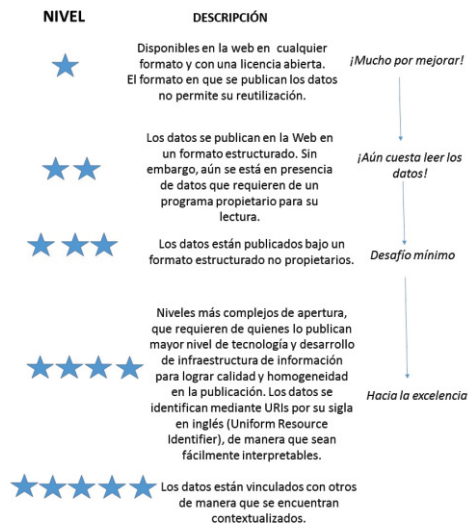 NIVEL
DESCRIPCIÓN
Disponibles en la web en cualquier
formato y con una licencia abierta.
El formato en que se publican los datos
no permite su reutilización.
¡Mucho por mejorar!
Los datos se publican en la Web en
un formato estructurado. Sin
embargo, aún se está en presencia
de datos que requieren de un
programa propietario para su
lectura.
¡Aún cuesta leer los
datos!
Los datos están publicados bajo un
formato estructurado no propietarios.
Desafío mínimo
Niveles más complejos de apertura,
que requieren de quienes lo publican
mayor nivel de tecnología y desarrollo
de infraestructura de información
para lograr calidad y homogeneidad
en la publicación. Los datos se
identifican mediante URIs por su sigla
en inglés (Uniform Resource
Identifier), de manera que sean
fácilmente interpretables.
Hacia la excelencia
Los datos están vinculados con otros
de manera que se encuentran
contextualizados.